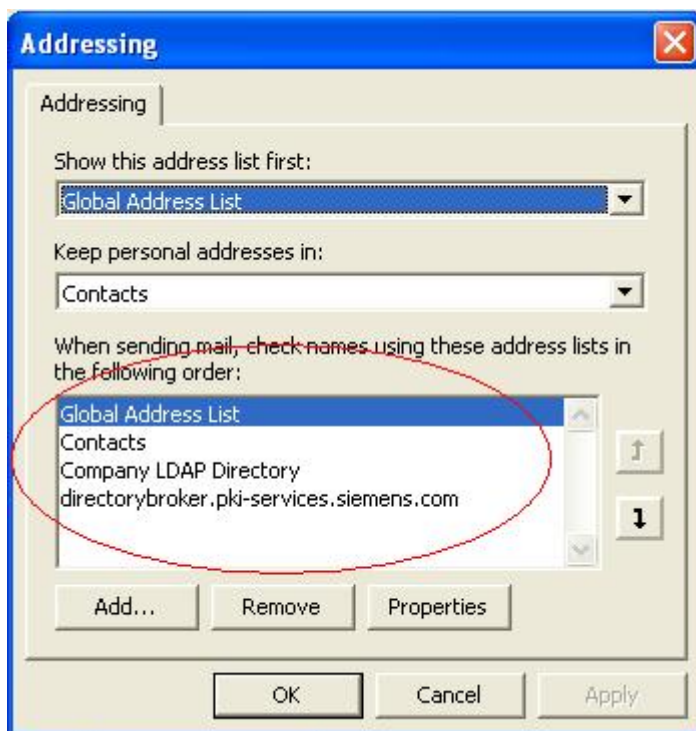 Addressing
Addressing
Show this address list first:
Global Address List
Keep personal addresses in:
Contacts
When sending mail, check names using these address lists in
the following order:
Global Address List
Contacts
Company LDAP Directory
directorybroker.pki-services.siemens.com
Add...
Remove
Properties
OK
Cancel
Apply